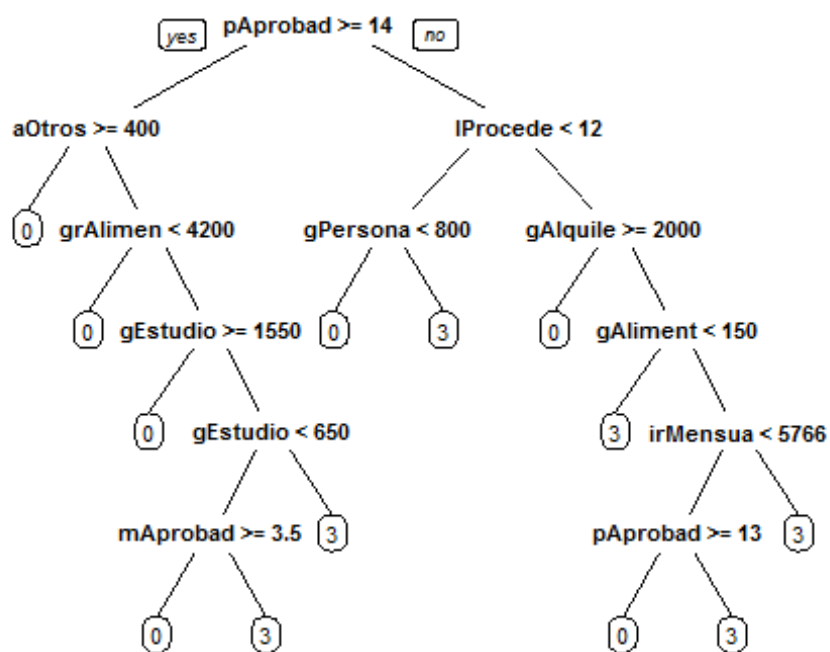 yes pAprobad >= 14 no
aOtros >= 400 lProcede < 12
0 grAlimen < 4200 gPersona < 800 gAlquile >= 2000
0 gEstudio >= 1550 0 3 0 gAliment < 150
0 gEstudio < 650 3 irMensua < 5766
mAprobad >= 3.5 3 pAprobad >= 13 3
0 3 0 3